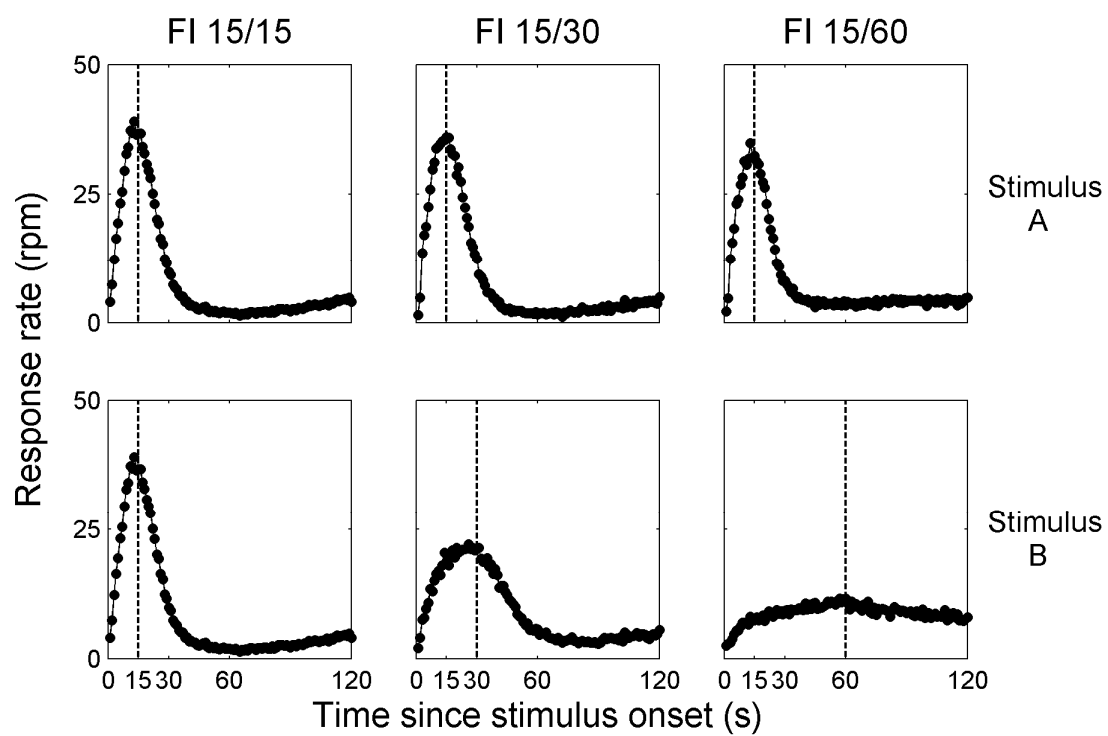 FI 15/15 FI 15/30 FI 15/60
50
25
0
Stimulus
A
Response rate (rpm)
50
25
0
Stimulus
B
0 15 30 60 120 0 15 30 60 120 0 15 30 60 120
Time since stimulus onset (s)